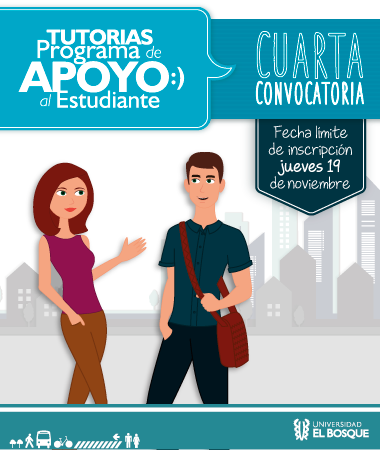 TUTORIAS
Programa de
APOYO:)
al Estudiante
CUARTA
CONVOCATORIA
Fecha límite
de inscripción
jueves 19
de noviembre
UNIVERSIDAD
EL BOSQUE